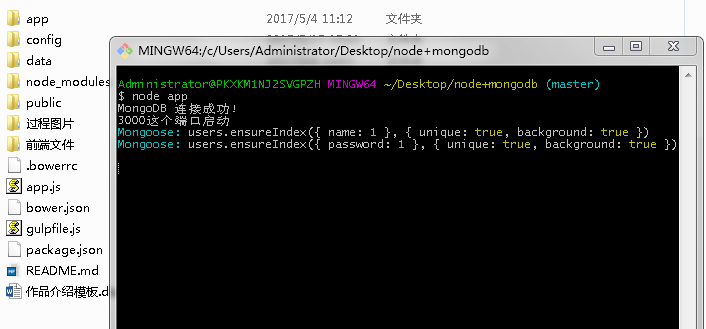 app
2017/5/4 11:12
文件夹
config
data
node_modules
public
过程图片
前端文件
.bowerrc
app.js
bower.json
gulpfile.js
package.json
README.md
作品介绍模板.d
MINGW64:/c/Users/Administrator/Desktop/node+mongodb
Administrator@PKXKM1NJ2SVGPZH MINGW64 ~/Desktop/node+mongodb (master)
$ node app
MongoDB 连接成功!
3000这个端口启动
Mongoose: users.ensureIndex({ name: 1 }, { unique: true, background: true })
Mongoose: users.ensureIndex({ password: 1 }, { unique: true, background: true })